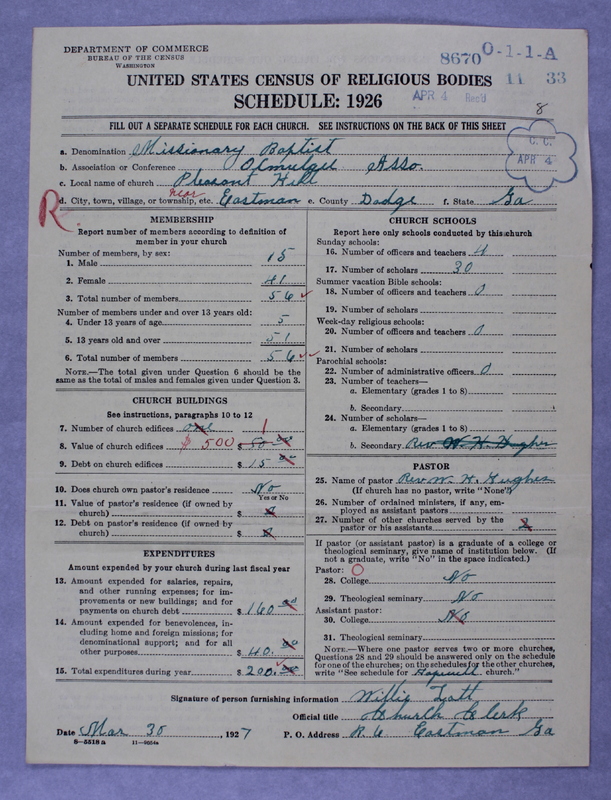 DEPARTMENT OF COMMERCE
BUREAU OF THE CENSUS
WASHINGTON
8670 O-1-1-A
11 33
APR 4 Rec'd
UNITED STATES CENSUS OF RELIGIOUS BODIES
SCHEDULE: 1926
8
FILL OUT A SEPARATE SCHEDULE FOR EACH CHURCH. SEE INSTRUCTIONS ON THE BACK OF THIS SHEET
C. C.
APR 4
a. Denomination Missionary Baptist
b. Association or Conference Ocmulgee Asso.
c. Local name of church Pleasant Hill
R
d. City, town, village, or township, etc. near Eastman e. County Dodge f. State Ga
MEMBERSHIP
Report number of members according to definition of
member in your church
Number of members, by sex:
1. Male 15
2. Female 41
3. Total number of members 56
Number of members under and over 13 years old:
4. Under 13 years of age 5
5. 13 years old and over 51
6. Total number of members 56
NOTE.—The total given under Question 6 should be
same as the total of males and females given under Question 3.
CHURCH BUILDINGS
See instructions, paragraphs 10 to 12
7. Number of church edifices one 1
8. Value of church edifices $ 500
9. Debt on church edifices $ 15
10. Does church own pastor's residence No
Yes or No
11. Value of pastor's residence (if owned by
church) $
12. Debt on pastor's residence (if owned by
church) $
EXPENDITURES
Amount expended by your church during last fiscal year
13. Amount expended for salaries, repairs,
and other running expenses; for im-
provements or new buildings; and for
payments on church debt $ 160
14. Amount expended for benevolences, in-
cluding home and foreign missions; for
denominational support; and for all
other purposes $ 40.
15. Total expenditures during year $ 200.
CHURCH SCHOOLS
Report here only schools conducted by this church
Sunday schools:
16. Number of officers and teachers 4
17. Number of scholars 30
Summer vacation Bible schools:
18. Number of officers and teachers 0
19. Number of scholars
Week-day religious schools:
20. Number of officers and teachers 0
21. Number of scholars
Parochial schools:
22. Number of administrative officers 0
23. Number of teachers—
a. Elementary (grades 1 to 8)
b. Secondary
24. Number of scholars—
a. Elementary (grades 1 to 8)
b. Secondary Rev W. H. Hughes
PASTOR
25. Name of pastor Rev W. H. Hughes
(If church has no pastor, write "None")
26. Number of ordained ministers, if any, em-
ployed as assistant pastors
27. Number of other churches served by the
pastor or his assistants 2
If pastor (or assistant pastor) is a graduate of a college or
theological seminary, give name of institution below. (If
not a graduate, write "No" in the space indicated.)
Pastor:
28. College No
29. Theological seminary No
Assistant pastor:
30. College No
31. Theological seminary
NOTE.—Where one pastor serves two or more churches,
Questions 28 and 29 should be answered only on the schedule
for one of the churches; on the schedules for the other churches,
write "See schedule for Hopewell church."
Signature of person furnishing information Willie
Official title Church Clerk
Date Mar 30, 1927 P. O. Address Eastman Ga
8—5518 a 11—9054a